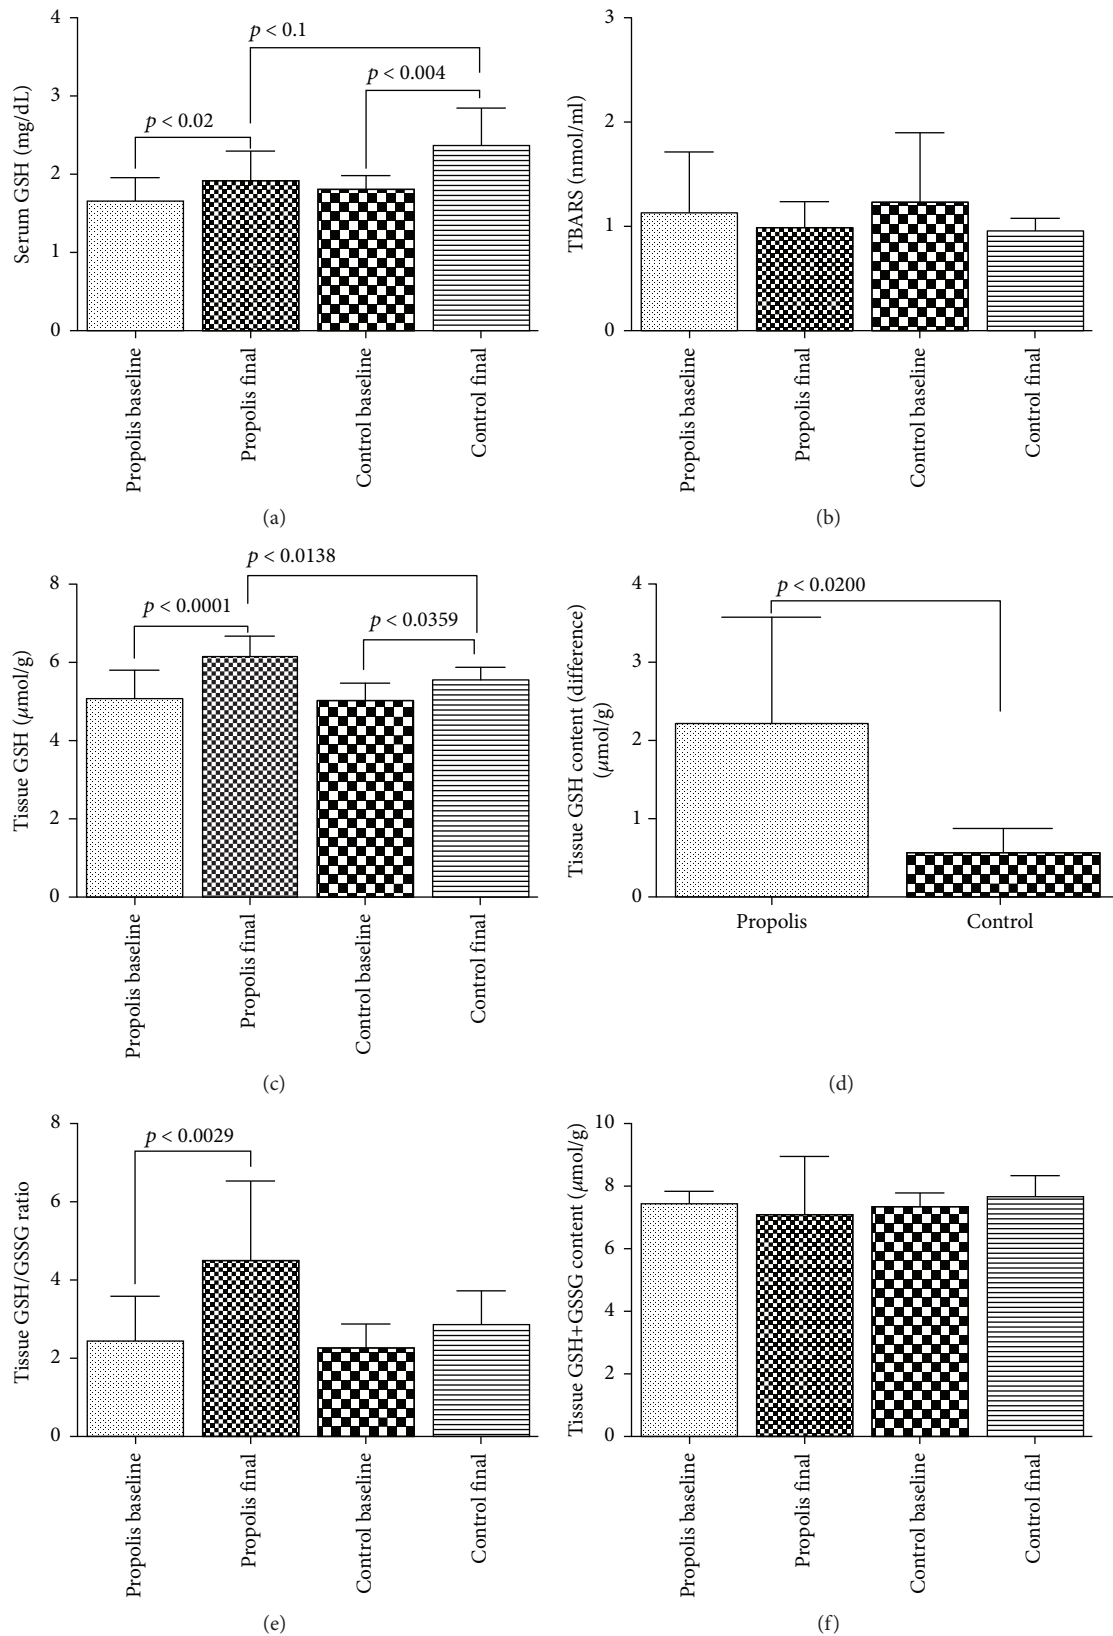 Serum GSH (mg/dL)
4
3
2
1
0
p < 0.02
p < 0.1
p < 0.004
Propolis baseline
Propolis final
Control baseline
Control final
(a)
TBARS (nmol/ml)
3
2
1
0
Propolis baseline
Propolis final
Control baseline
Control final
(b)
Tissue GSH (μmol/g)
8
6
4
2
0
p < 0.0001
p < 0.0138
p < 0.0359
Propolis baseline
Propolis final
Control baseline
Control final
(c)
Tissue GSH content (difference)
(μmol/g)
4
3
2
1
0
p < 0.0200
Propolis
Control
(d)
Tissue GSH/GSSG ratio
8
6
4
2
0
p < 0.0029
Propolis baseline
Propolis final
Control baseline
Control final
(e)
Tissue GSH+GSSG content (μmol/g)
10
8
6
4
2
0
Propolis baseline
Propolis final
Control baseline
Control final
(f)